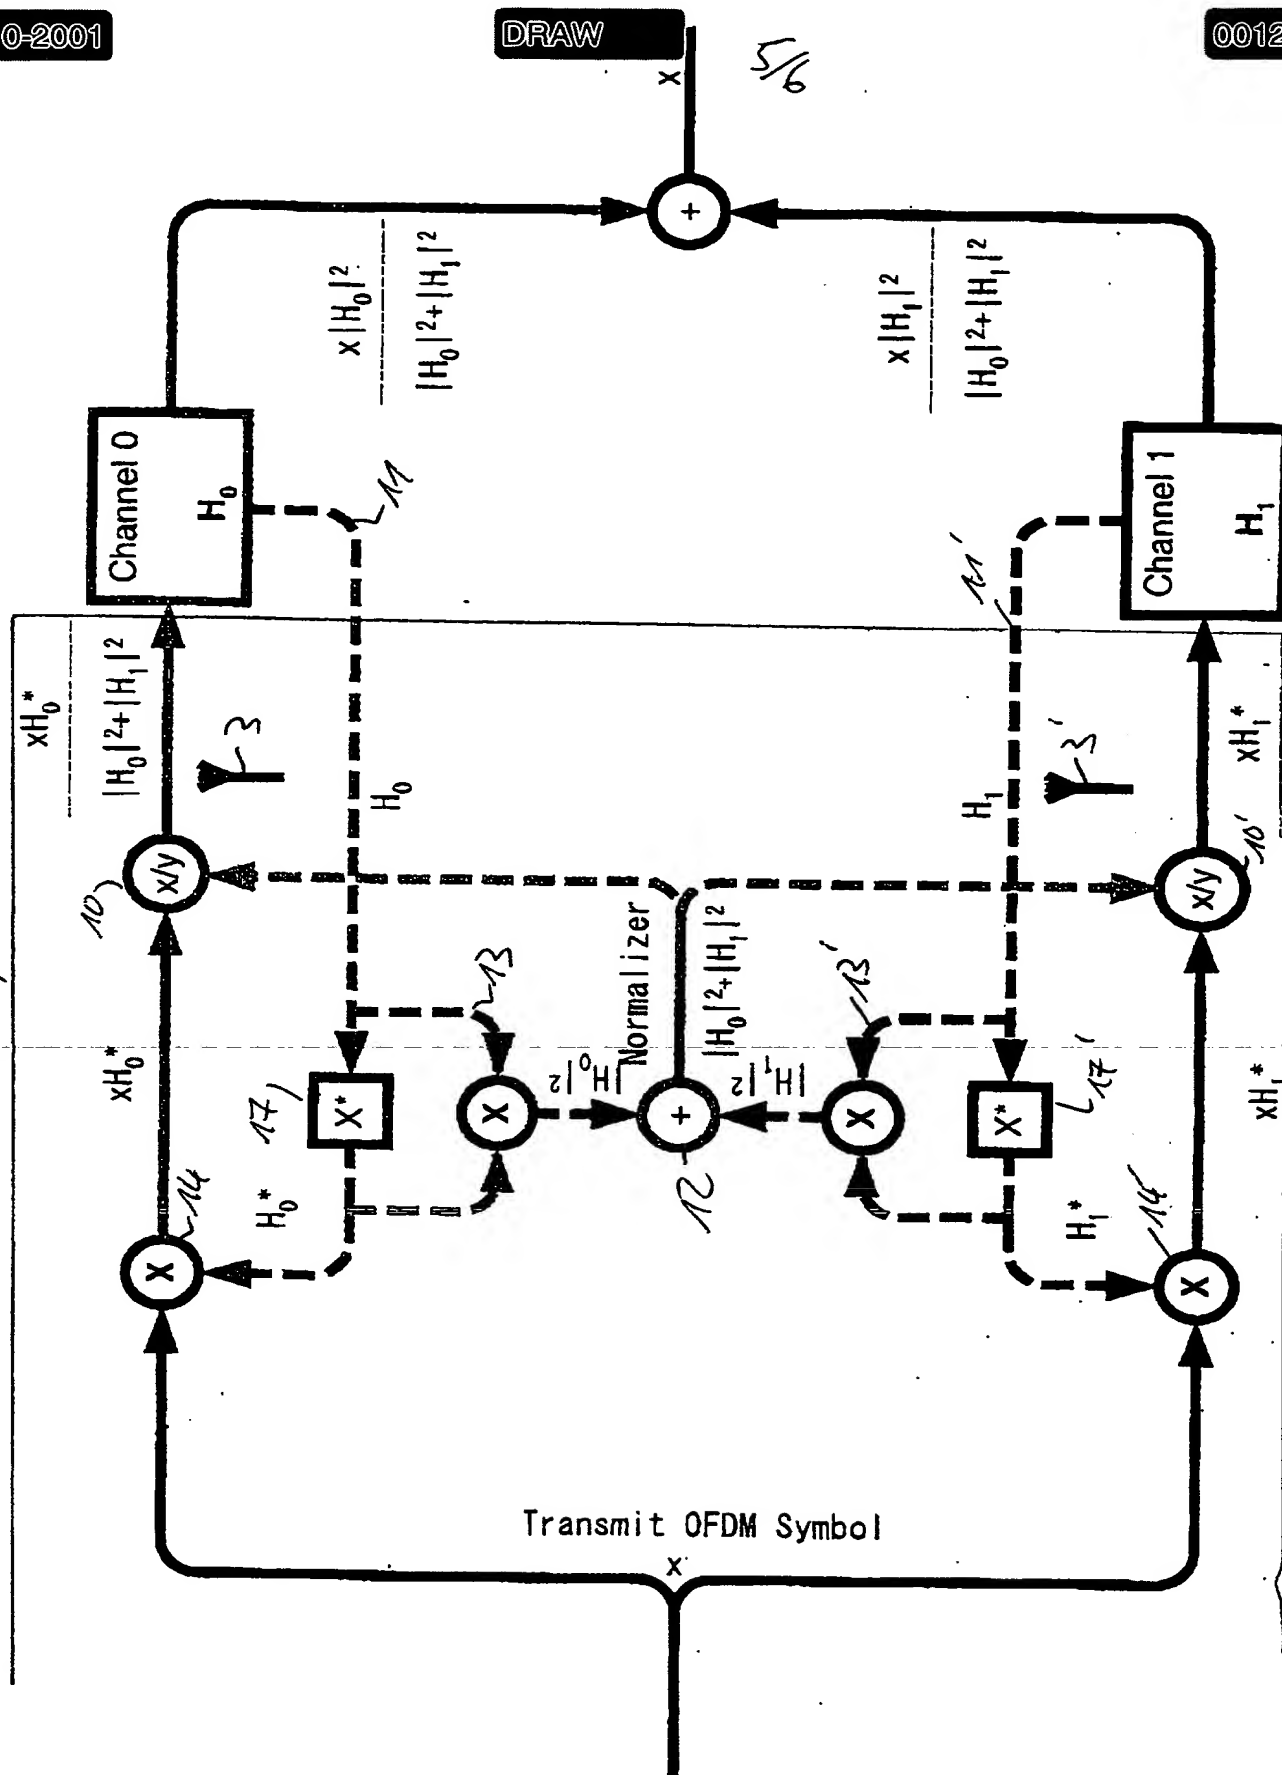 0-2001
DRAW
0012
5/6
x
+
x|H₀|²
|H₀|²+|H₁|²
x|H₁|²
|H₀|²+|H₁|²
Channel 0
H₀
11
Channel 1
H₁
11'
xH₀*
|H₀|²+|H₁|²
3
H₀
H₁
3'
xH₁*
10
x/y
x/y
10'
xH₀*
13
Normalizer
|H₀|²+|H₁|²
13'
17
X*
X
|H₀|²
+
|H₁|²
X
X*
17'
xH₁*
14
H₀*
12
H₁*
14'
X
X
Transmit OFDM Symbol
x